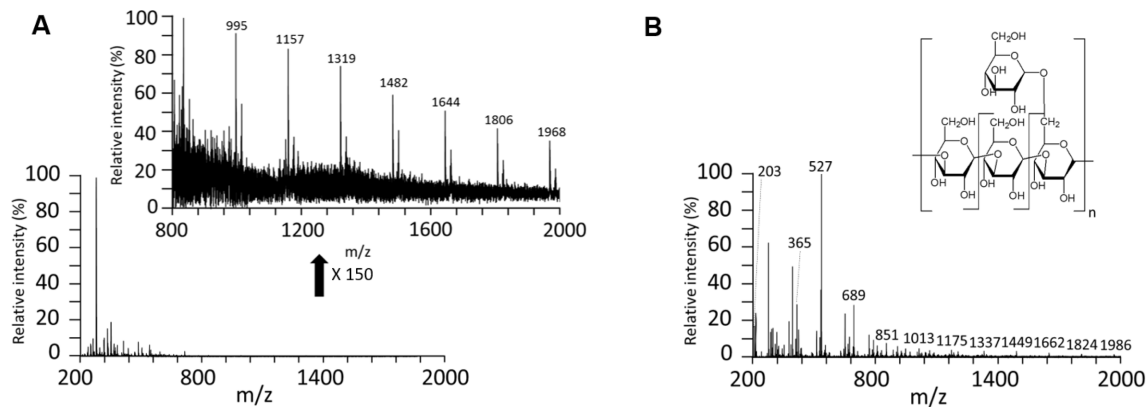 A
Relative intensity (%)
100
80
60
40
20
0
995
1157
1319
1482
1644
1806
1968
800
1200
1600
2000
m/z
X 150
Relative intensity (%)
100
80
60
40
20
0
200
800
1400
2000
m/z
B
CH₂OH
O
OH
OH
OH
O
CH₂OH
CH₂OH
CH₂
O
O
O
O
O
O
OH
OH
OH
OH
OH
OH
n
Relative intensity (%)
100
80
60
40
20
0
203
365
527
689
851
1013
1175
1337
1449
1662
1824
1986
200
800
1400
2000
m/z